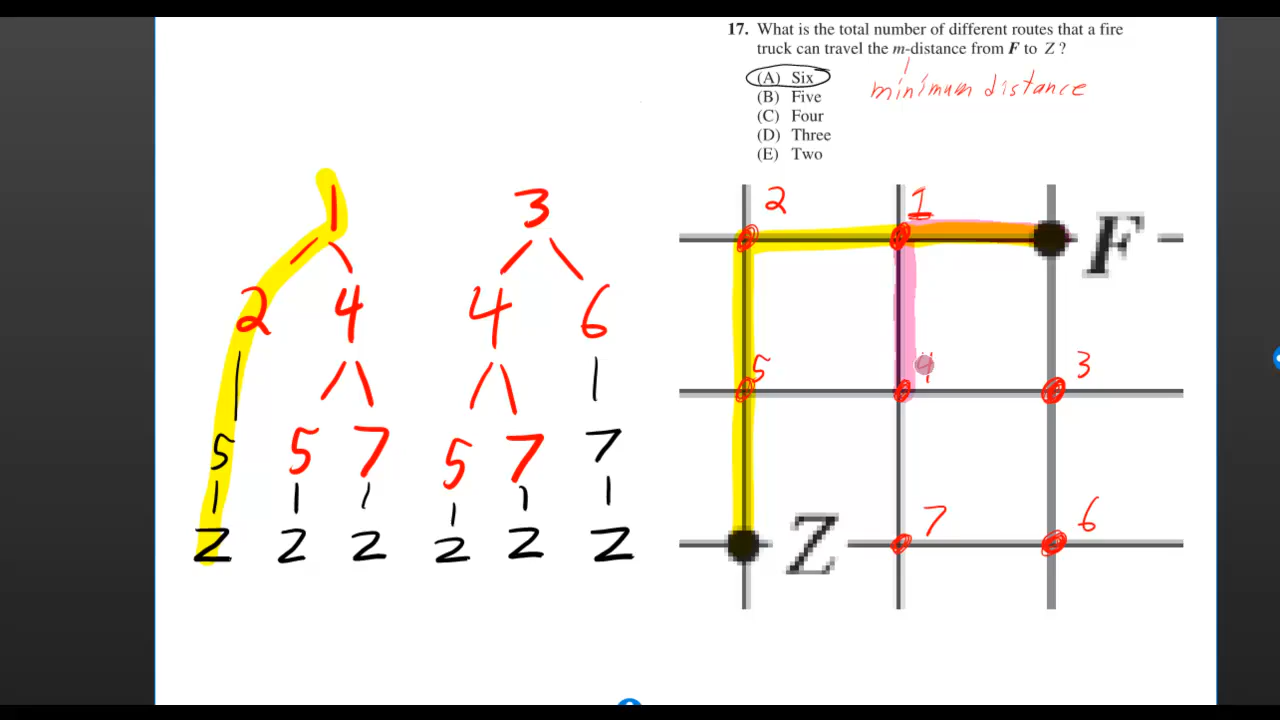 17. What is the total number of different routes that a fire
truck can travel the m-distance from F to Z ?
(A) Six
minimum distance
(B) Five
(C) Four
(D) Three
(E) Two
1 3
2 4 4 6
5 5 7 5 7 7
Z Z Z Z Z Z
2 1 F
5 4 3
Z 7 6